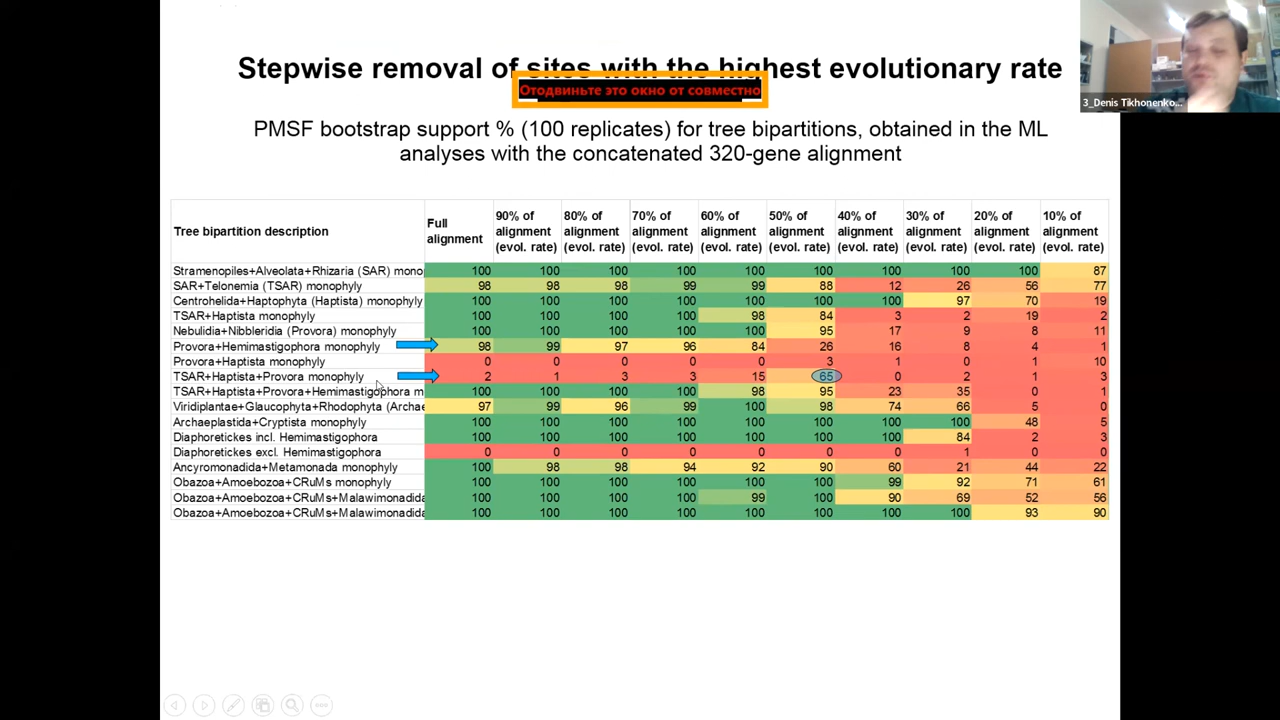 Stepwise removal of sites with the highest evolutionary rate
Отодвиньте это окно от совместно
PMSF bootstrap support % (100 replicates) for tree bipartitions, obtained in the ML
analyses with the concatenated 320-gene alignment
3_Denis Tikhonenko...
Tree bipartition description Full alignment 90% of alignment (evol. rate) 80% of alignment (evol. rate) 70% of alignment (evol. rate) 60% of alignment (evol. rate) 50% of alignment (evol. rate) 40% of alignment (evol. rate) 30% of alignment (evol. rate) 20% of alignment (evol. rate) 10% of alignment (evol. rate)
Stramenopiles+Alveolata+Rhizaria (SAR) mono 100 100 100 100 100 100 100 100 100 87
SAR+Telonemia (TSAR) monophyly 98 98 98 99 99 88 12 26 56 77
Centrohelida+Haptophyta (Haptista) monophyly 100 100 100 100 100 100 100 97 70 19
TSAR+Haptista monophyly 100 100 100 100 98 84 3 2 19 2
Nebulidia+Nibbleridia (Provora) monophyly 100 100 100 100 100 95 17 9 8 11
Provora+Hemimastigophora monophyly 98 99 97 96 84 26 16 8 4 1
Provora+Haptista monophyly 0 0 0 0 0 3 1 0 1 10
TSAR+Haptista+Provora monophyly 2 1 3 3 15 65 0 2 1 3
TSAR+Haptista+Provora+Hemimastigophora m 100 100 100 100 98 95 23 35 0 1
Viridiplantae+Glaucophyta+Rhodophyta (Archae 97 99 96 99 100 98 74 66 5 0
Archaeplastida+Cryptista monophyly 100 100 100 100 100 100 100 100 48 5
Diaphoretickes incl. Hemimastigophora 100 100 100 100 100 100 100 84 2 3
Diaphoretickes excl. Hemimastigophora 0 0 0 0 0 0 0 1 0 0
Ancyromonadida+Metamonada monophyly 100 98 98 94 92 90 60 21 44 22
Obazoa+Amoebozoa+CRuMs monophyly 100 100 100 100 100 100 99 92 71 61
Obazoa+Amoebozoa+CRuMs+Malawimonadida 100 100 100 100 99 100 90 69 52 56
Obazoa+Amoebozoa+CRuMs+Malawimonadida 100 100 100 100 100 100 100 100 93 90